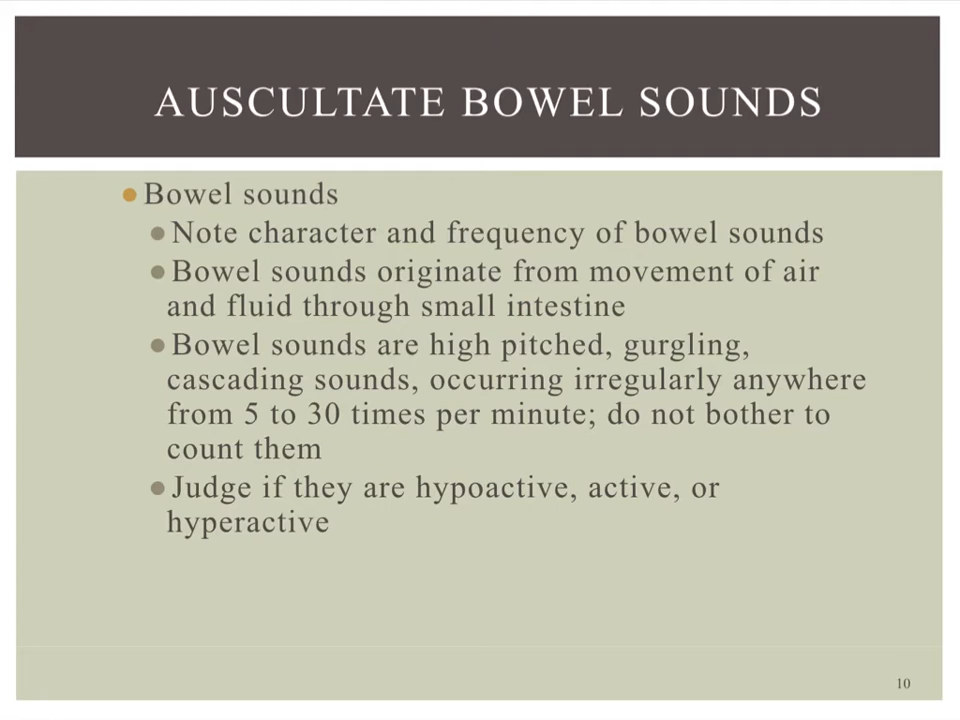 AUSCULTATE BOWEL SOUNDS
Bowel sounds
Note character and frequency of bowel sounds
Bowel sounds originate from movement of air
and fluid through small intestine
Bowel sounds are high pitched, gurgling,
cascading sounds, occurring irregularly anywhere
from 5 to 30 times per minute; do not bother to
count them
Judge if they are hypoactive, active, or
hyperactive
10